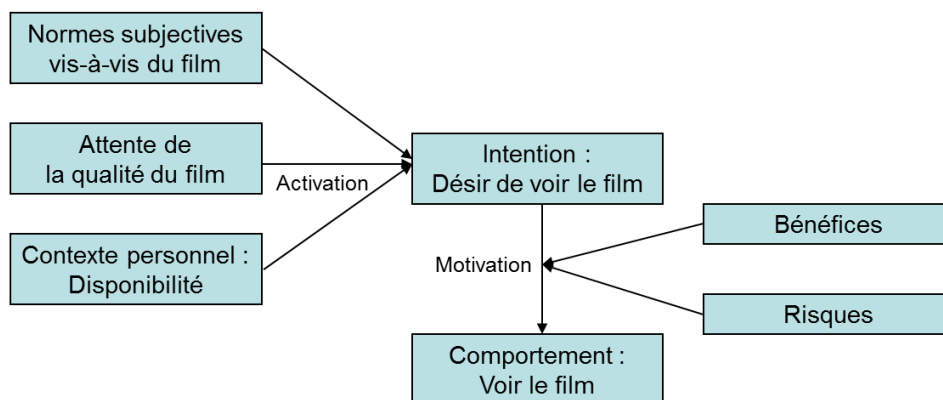 Normes subjectives
vis-à-vis du film
Attente de
la qualité du film
Activation
Contexte personnel :
Disponibilité
Intention :
Désir de voir le film
Motivation
Bénéfices
Risques
Comportement :
Voir le film